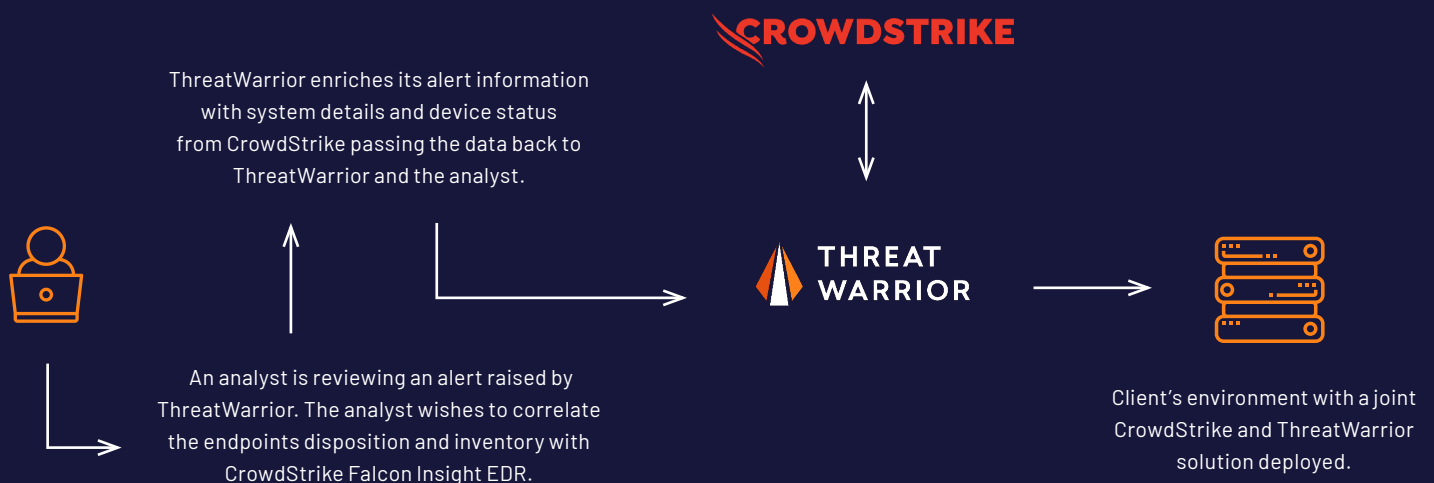 CROWDSTRIKE
ThreatWarrior enriches its alert information
with system details and device status
from CrowdStrike passing the data back to
ThreatWarrior and the analyst.
THREAT
WARRIOR
An analyst is reviewing an alert raised by
ThreatWarrior. The analyst wishes to correlate
the endpoints disposition and inventory with
CrowdStrike Falcon Insight EDR.
Client's environment with a joint
CrowdStrike and ThreatWarrior
solution deployed.